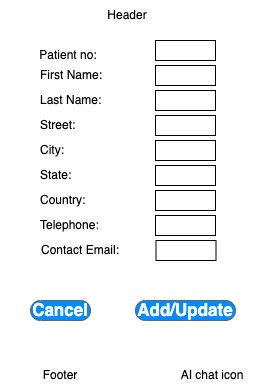 Header
Patient no:
First Name:
Last Name:
Street:
City:
State:
Country:
Telephone:
Contact Email:
Cancel Add/Update
Footer AI chat icon